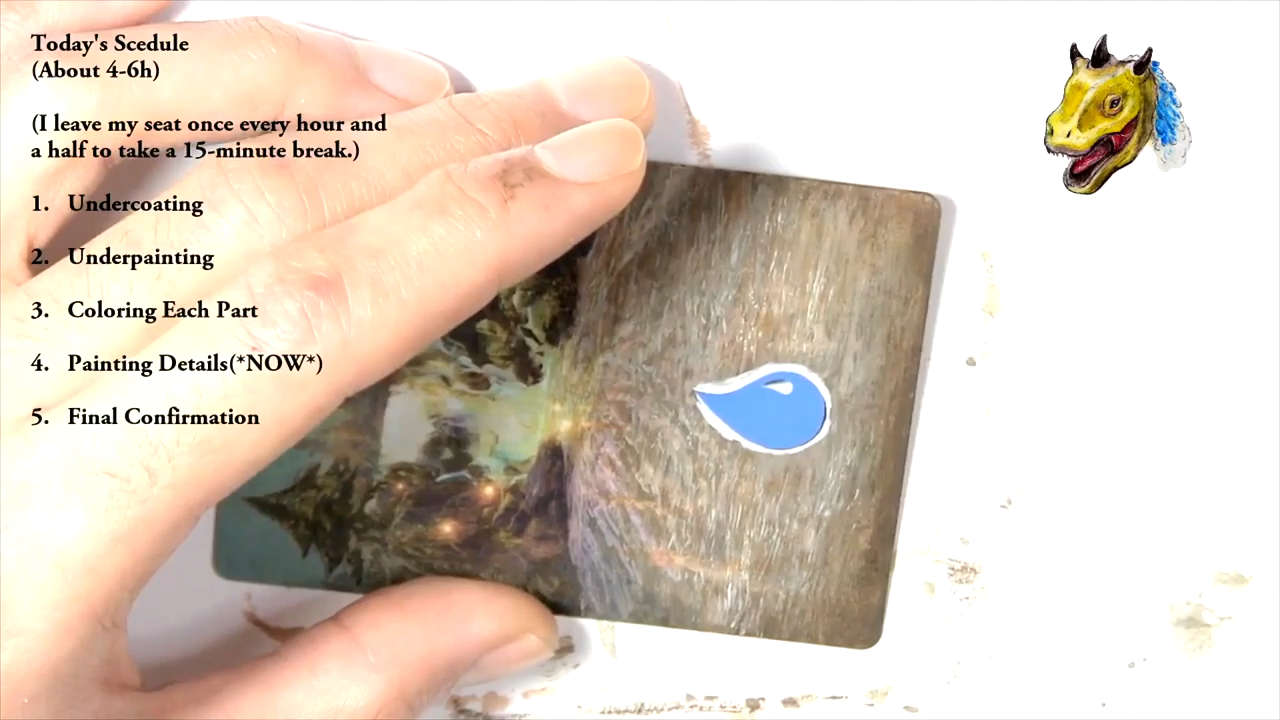 Today's Scedule
(About 4-6h)
(I leave my seat once every hour and
a half to take a 15-minute break.)
1. Undercoating
2. Underpainting
3. Coloring Each Part
4. Painting Details(*NOW*)
5. Final Confirmation